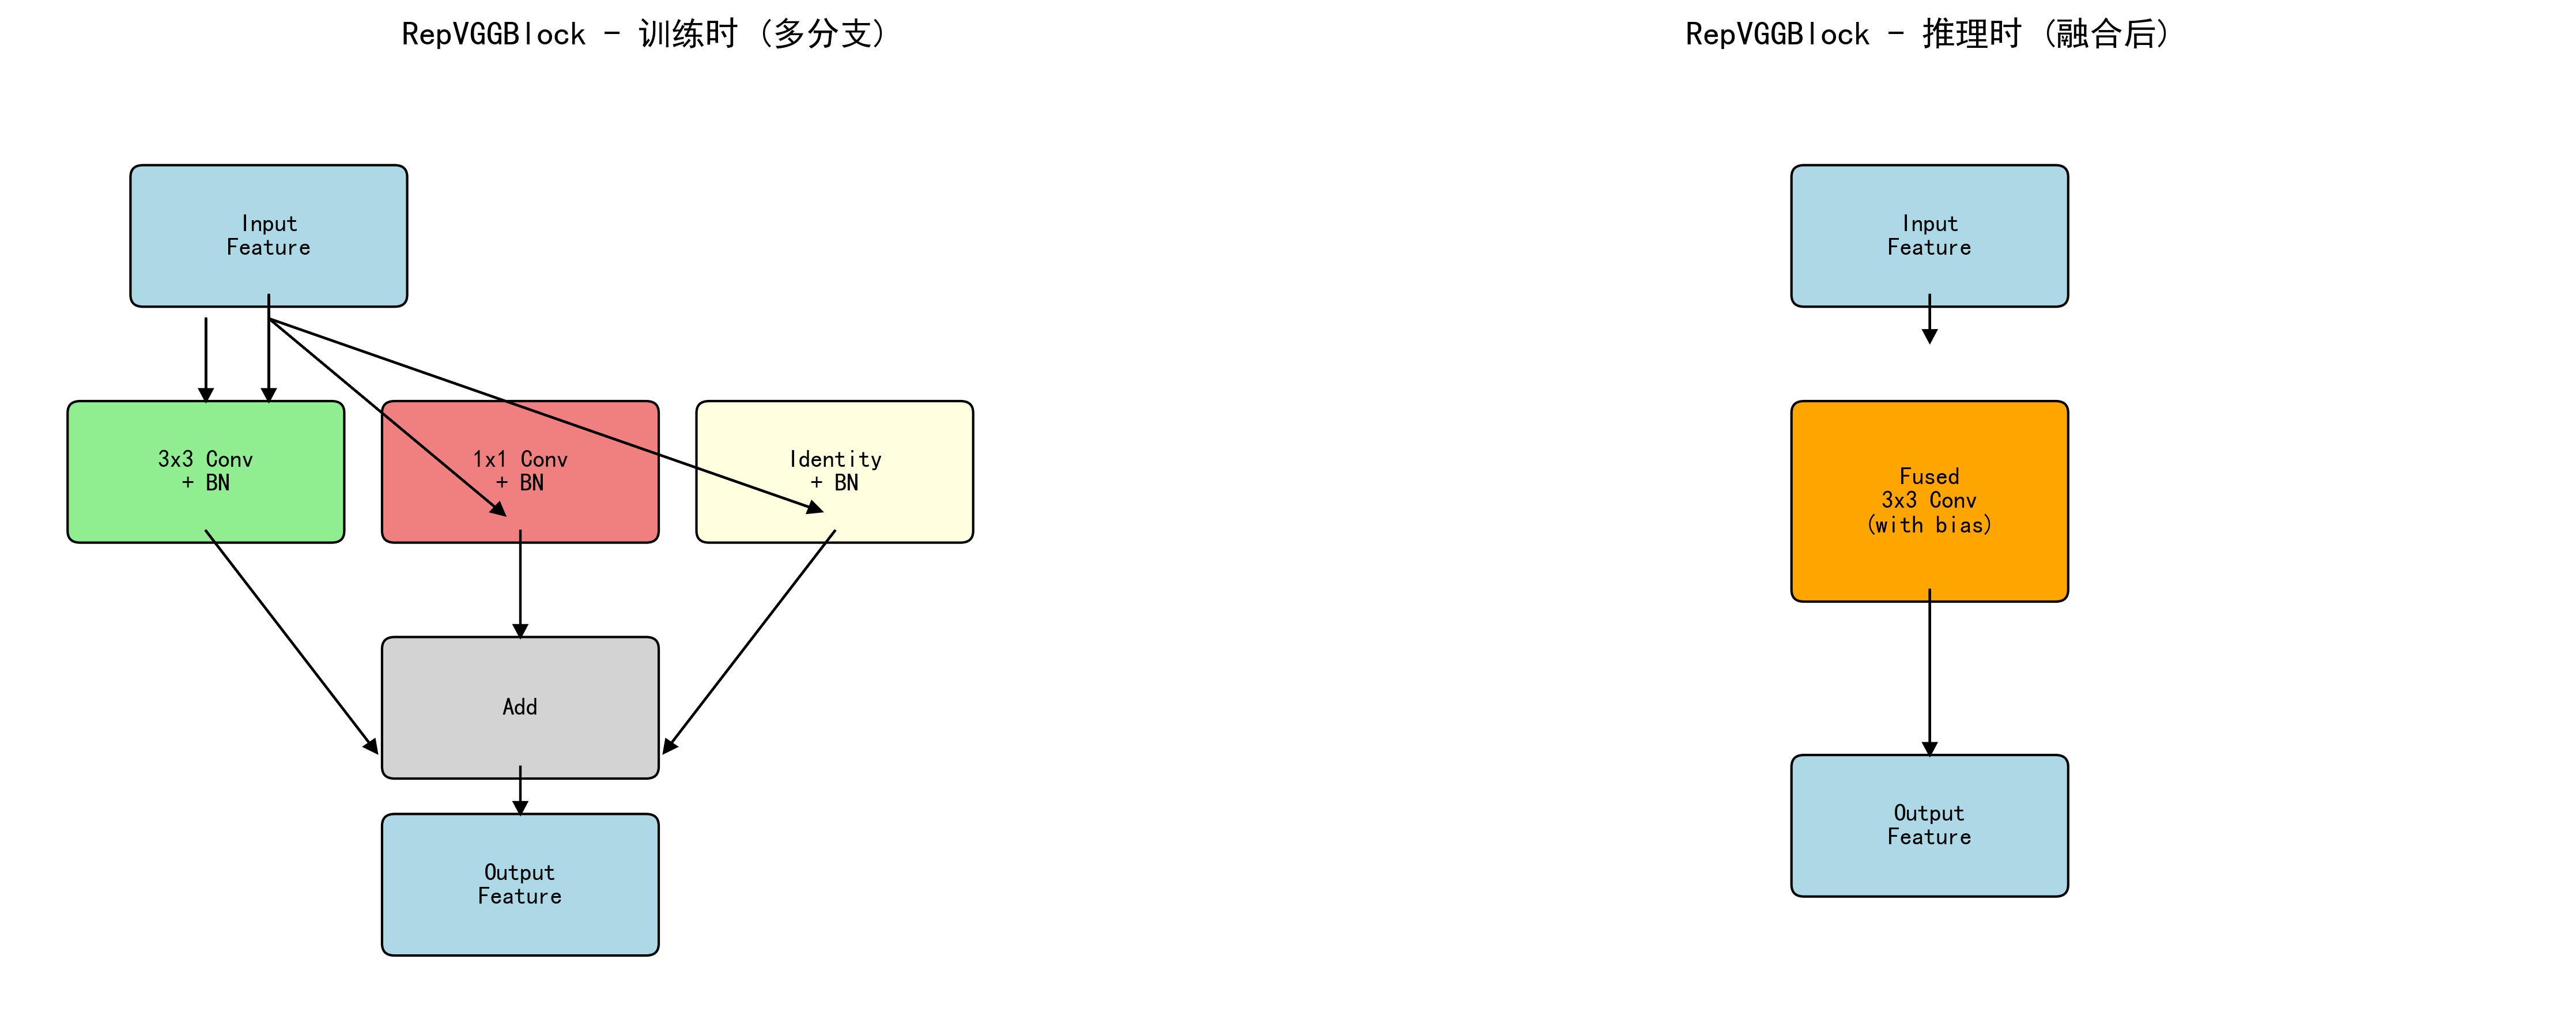 RepVGGBlock - 训练时 (多分支)
Input
Feature
3x3 Conv
+ BN
1x1 Conv
+ BN
Identity
+ BN
Add
Output
Feature
RepVGGBlock - 推理时 (融合后)
Input
Feature
Fused
3x3 Conv
(with bias)
Output
Feature